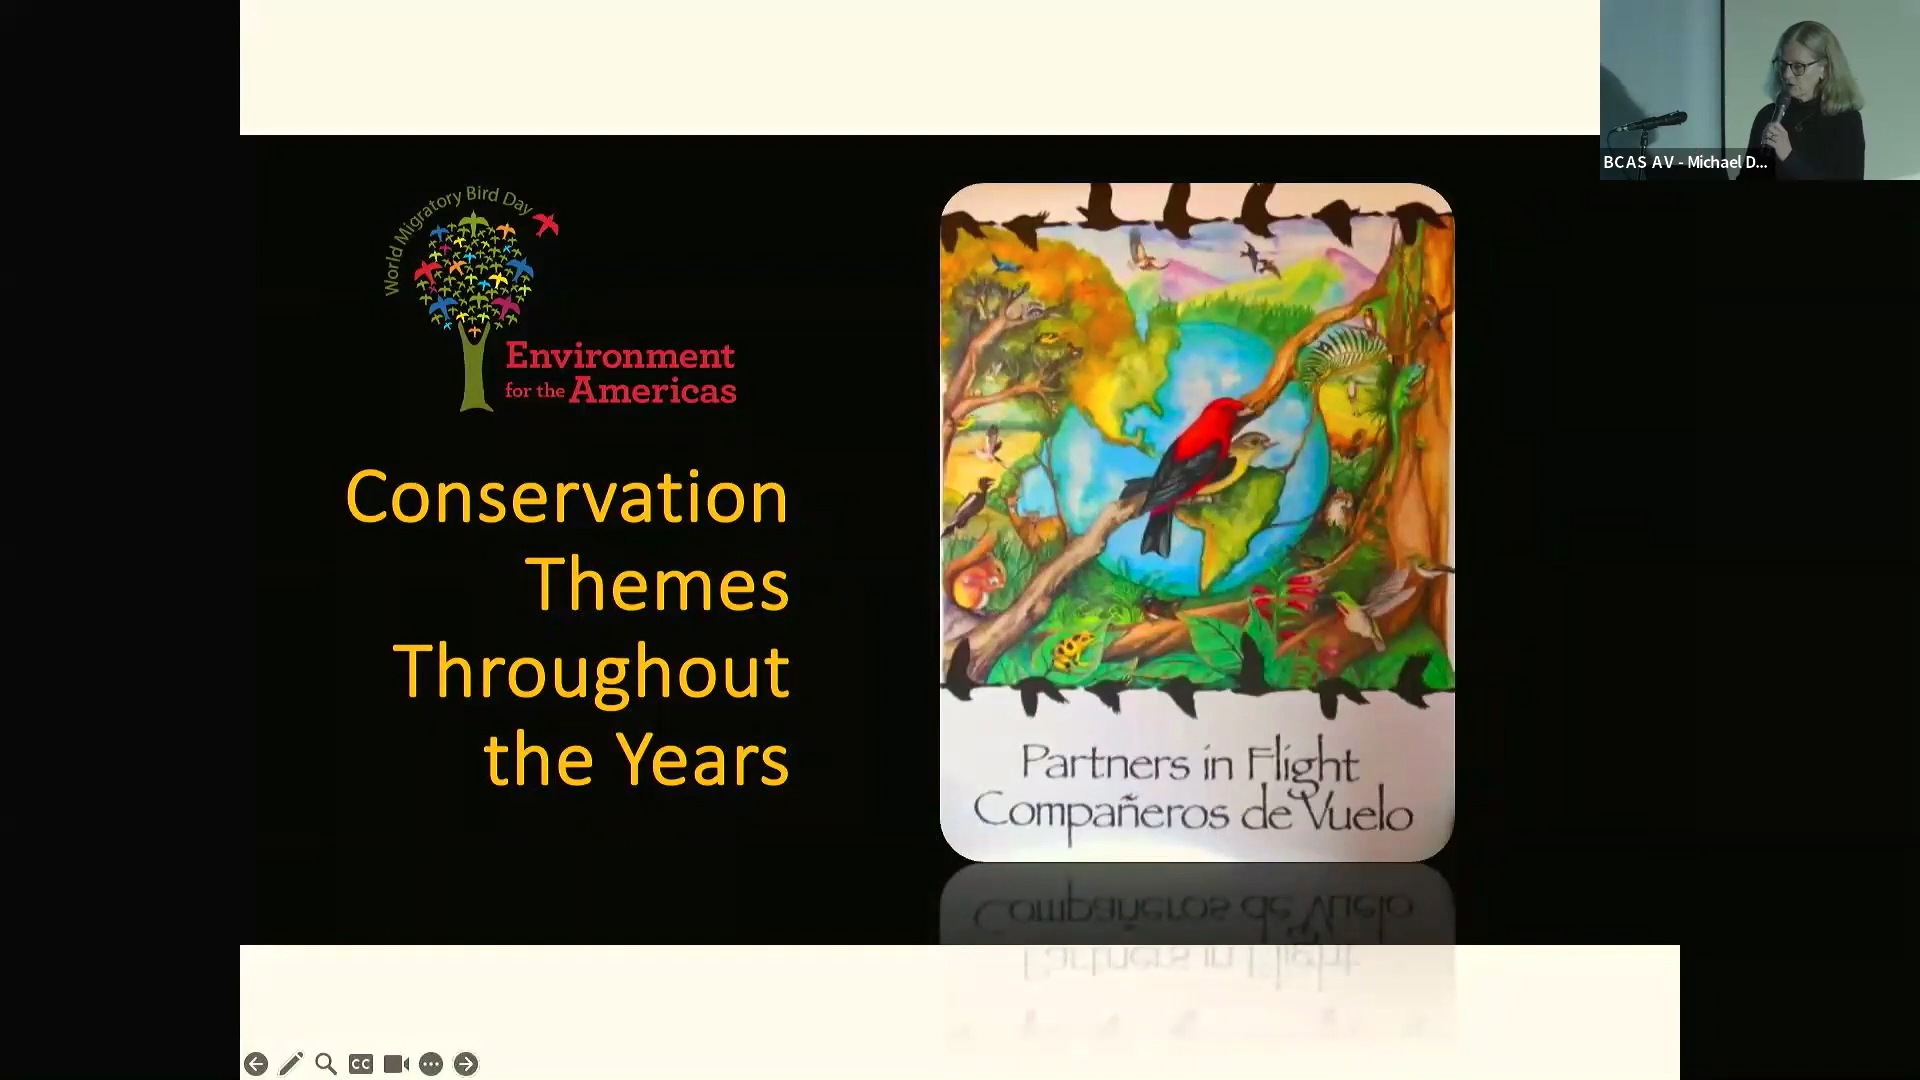 World Migratory Bird Day
Environment
for the Americas
Conservation
Themes
Throughout
the Years
Partners in Flight
Compañeros de Vuelo
BCAS AV - Michael D...
CC